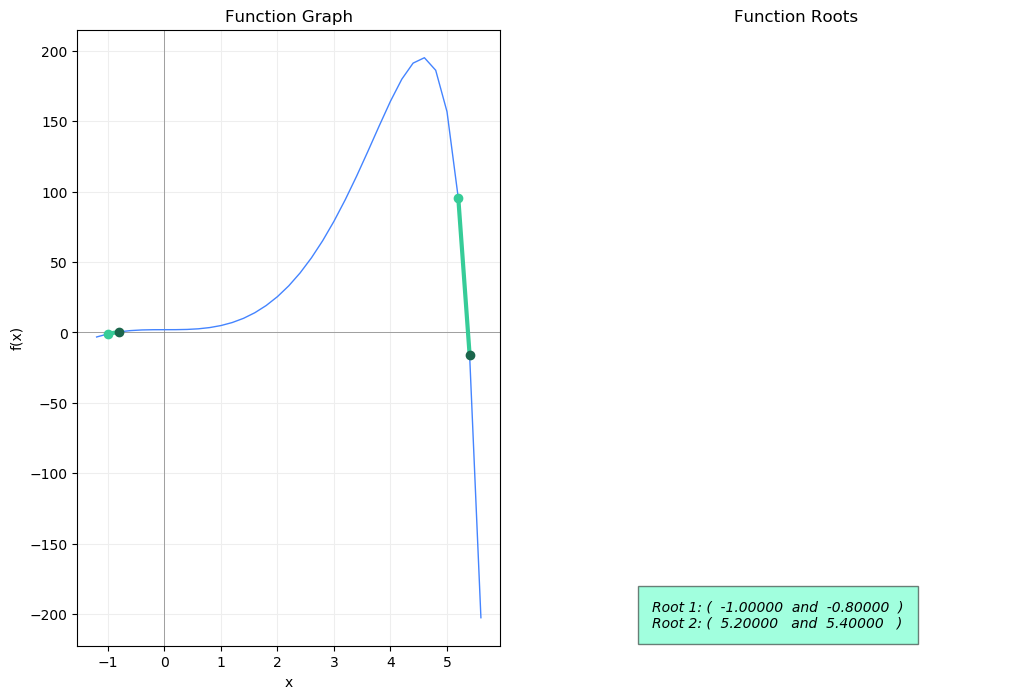 Function Graph
Function Roots
200
150
100
50
0
−50
−100
−150
−200
f(x)
−1 0 1 2 3 4 5
x
Root 1: ( -1.00000 and -0.80000 )
Root 2: ( 5.20000 and 5.40000 )